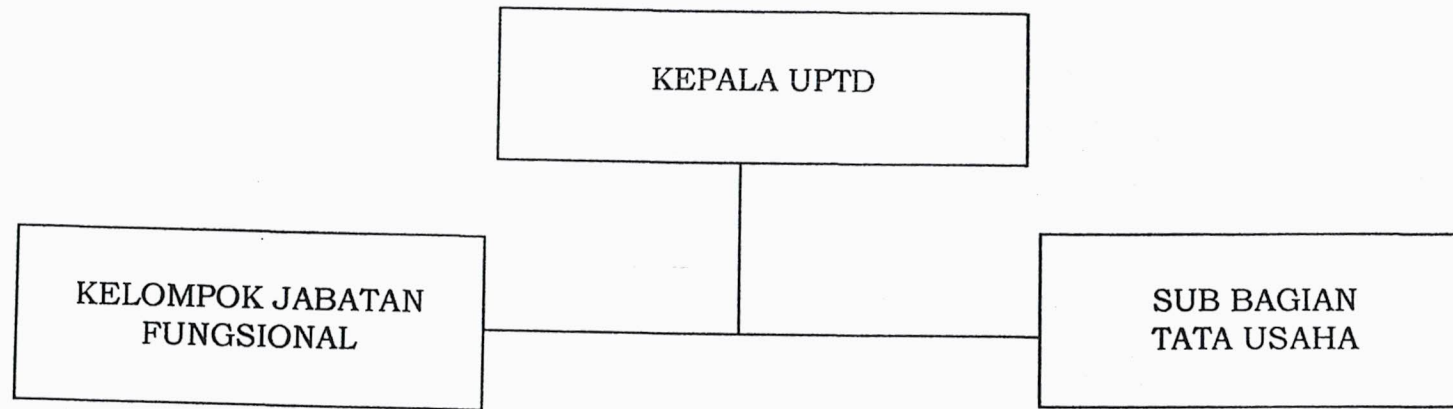 KEPALA UPTD
KELOMPOK JABATAN
FUNGSIONAL
SUB BAGIAN
TATA USAHA